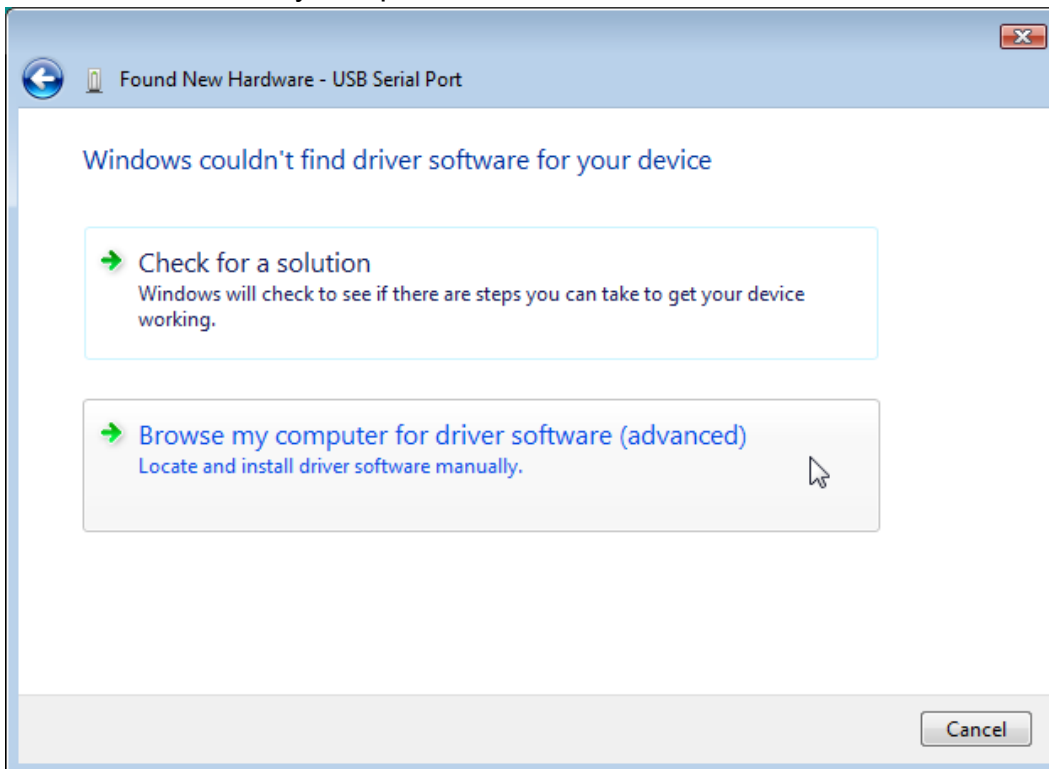 Found New Hardware - USB Serial Port
Windows couldn't find driver software for your device
Check for a solution
Windows will check to see if there are steps you can take to get your device
working.
Browse my computer for driver software (advanced)
Locate and install driver software manually.
Cancel